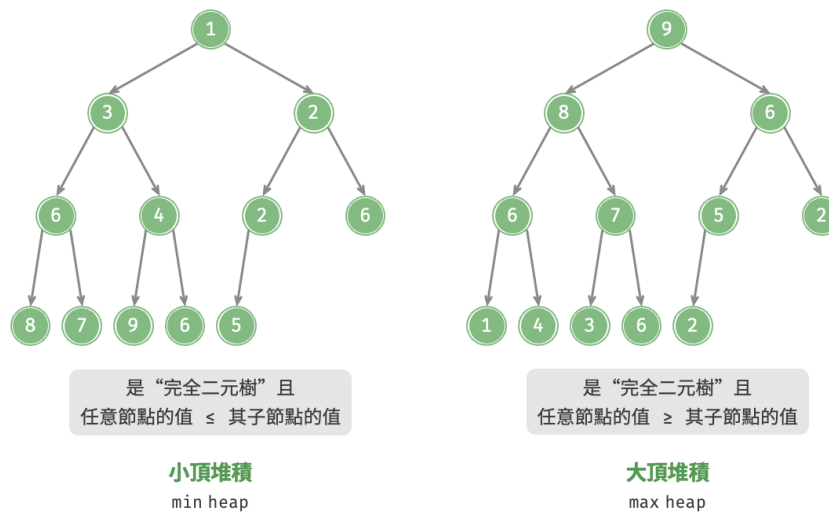 1
3 2
6 4 2 6
8 7 9 6 5
是“完全二元樹”且
任意節點的值 ≤ 其子節點的值
小頂堆積
min heap
9
8 6
6 7 5 2
1 4 3 6 2
是“完全二元樹”且
任意節點的值 ≥ 其子節點的值
大頂堆積
max heap